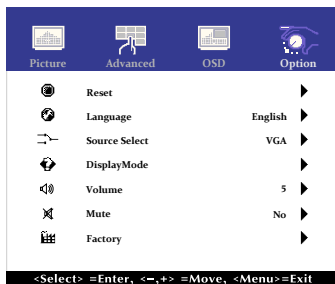 Picture Advanced OSD Option
Reset
Language English
Source Select VGA
DisplayMode
Volume 5
Mute No
Factory
<Select> =Enter, <−,+> =Move, <Menu>=Exit